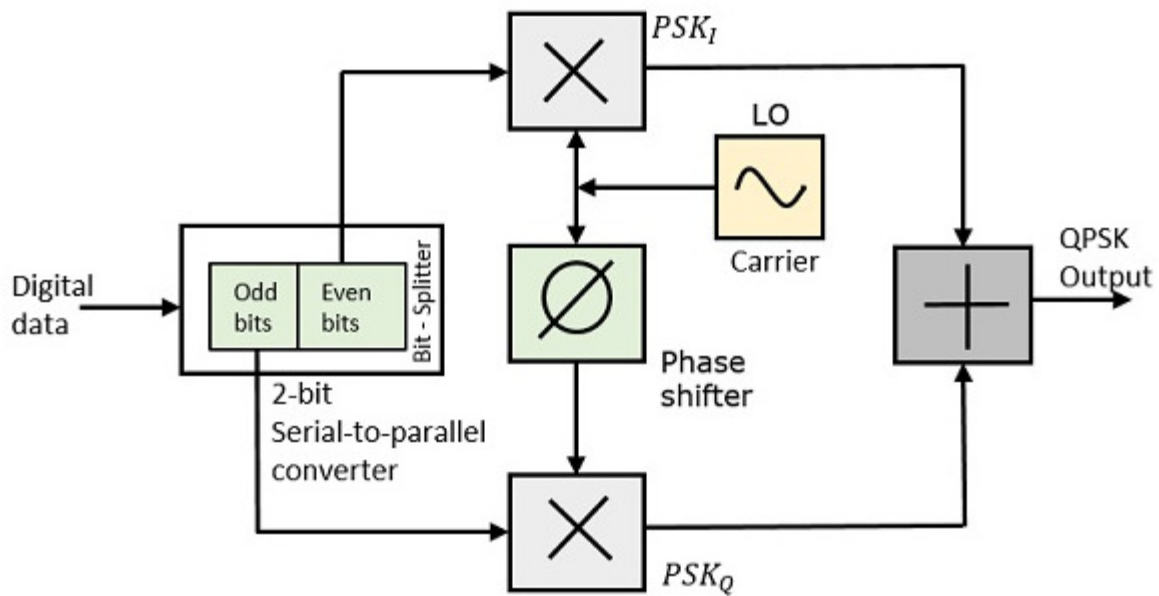 PSK_I
LO
Carrier
Digital
data
Odd
bits
Even
bits
Bit - Splitter
2-bit
Serial-to-parallel
converter
Phase
shifter
QPSK
Output
PSK_Q